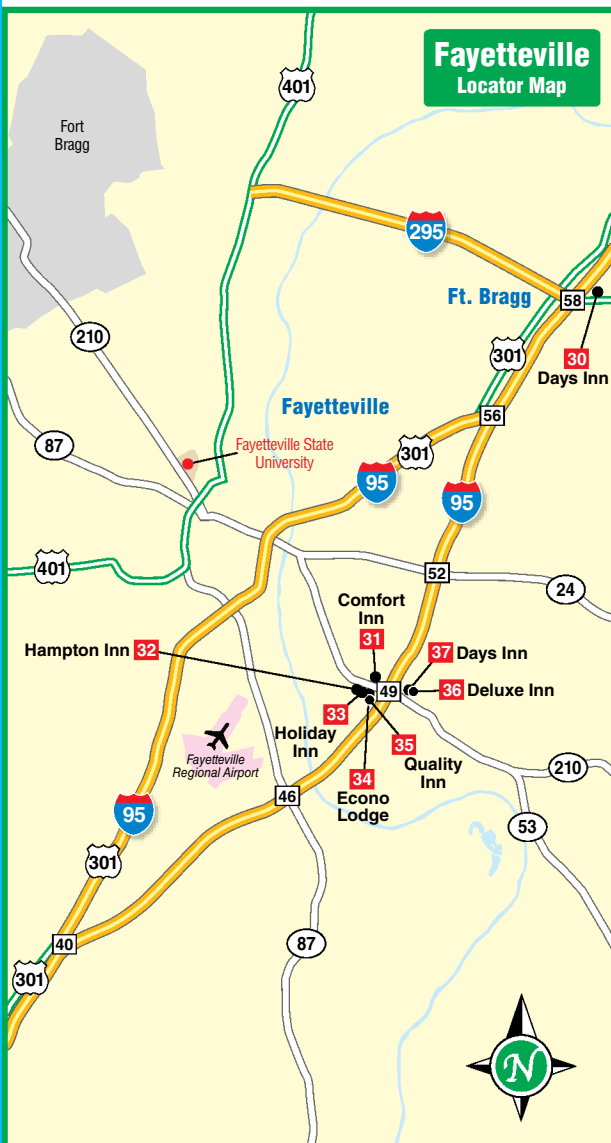 Fayetteville
Locator Map
401
Fort
Bragg
295
Ft. Bragg
58
210
301
30
Days Inn
Fayetteville
56
87
Fayetteville State
University
301
95
95
401
52
24
Comfort
Inn
31
Hampton Inn 32
37 Days Inn
49
36 Deluxe Inn
33
Holiday
Inn
35
Quality
Inn
Fayetteville
Regional Airport
34
Econo
Lodge
210
46
95
53
301
40
87
301
N